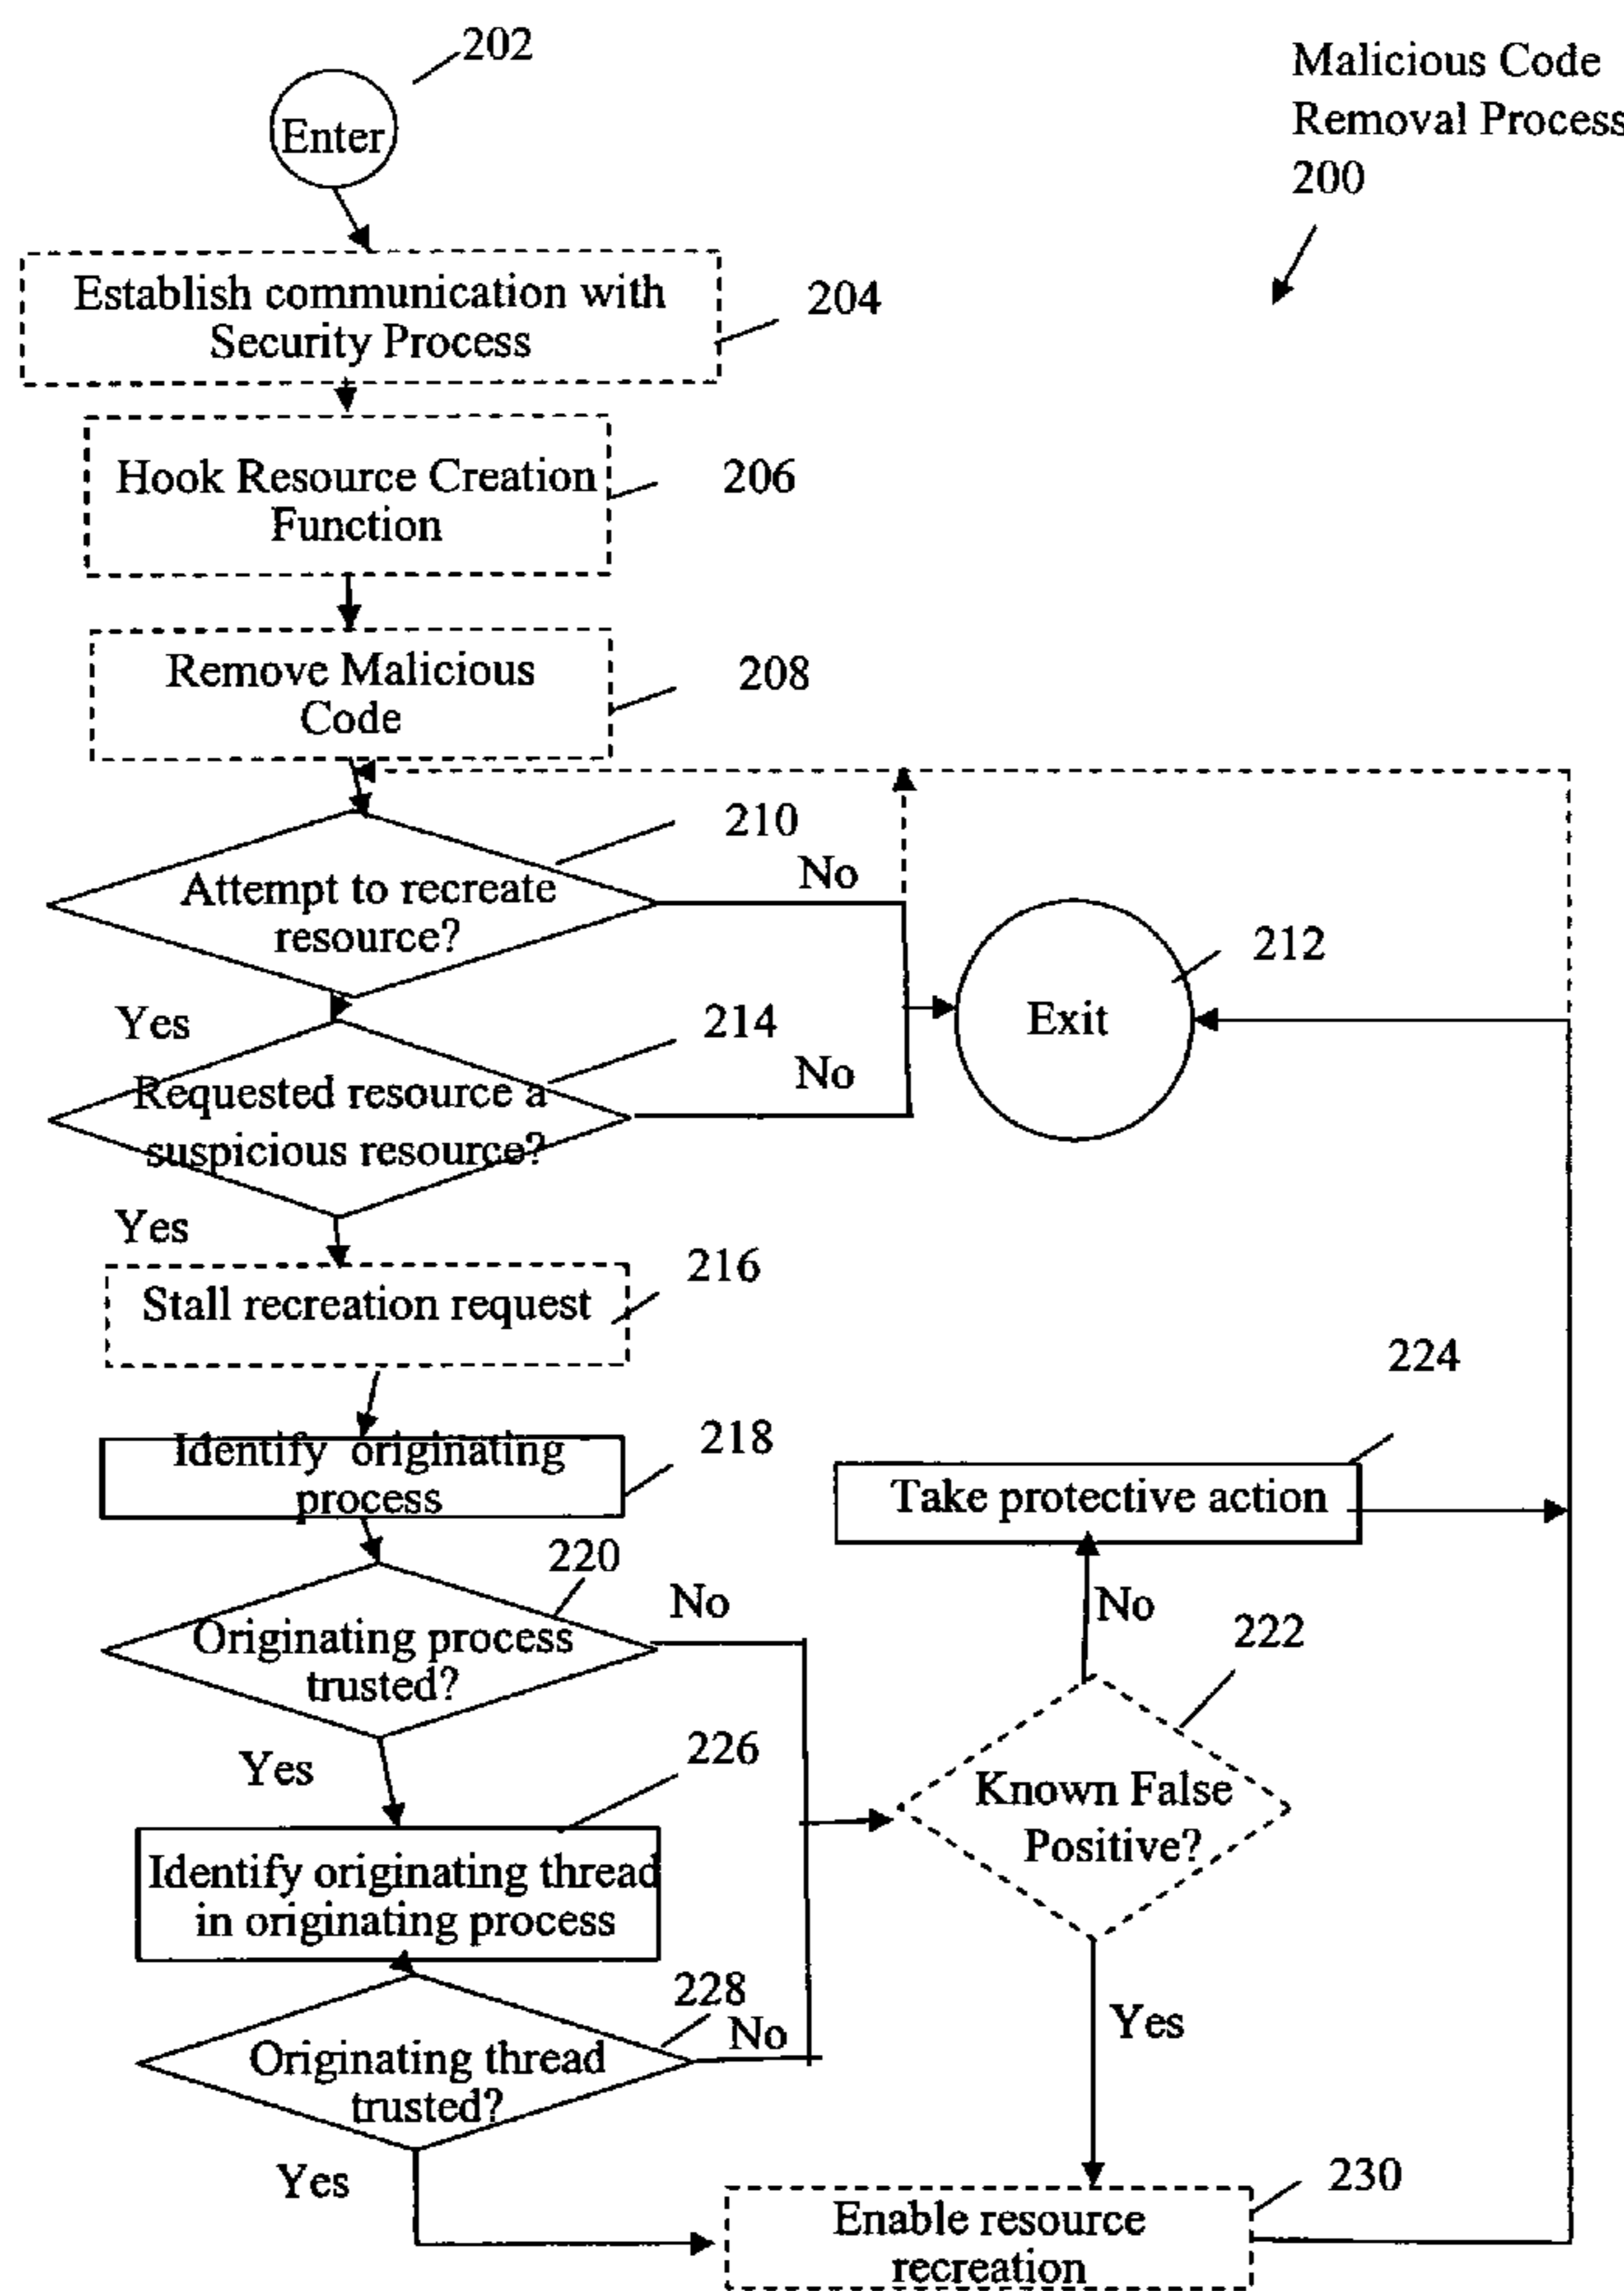 202
Malicious Code
Removal Process
200
Enter
Establish communication with
Security Process
204
Hook Resource Creation
Function
206
Remove Malicious
Code
208
210
Attempt to recreate
resource?
No
Yes
212
Exit
214
Requested resource a
suspicious resource?
No
Yes
216
Stall recreation request
218
Identify originating
process
224
Take protective action
220
Originating process
trusted?
No
Yes
No
222
Known False
Positive?
226
Identify originating thread
in originating process
228
Originating thread
trusted?
No
Yes
Yes
230
Enable resource
recreation